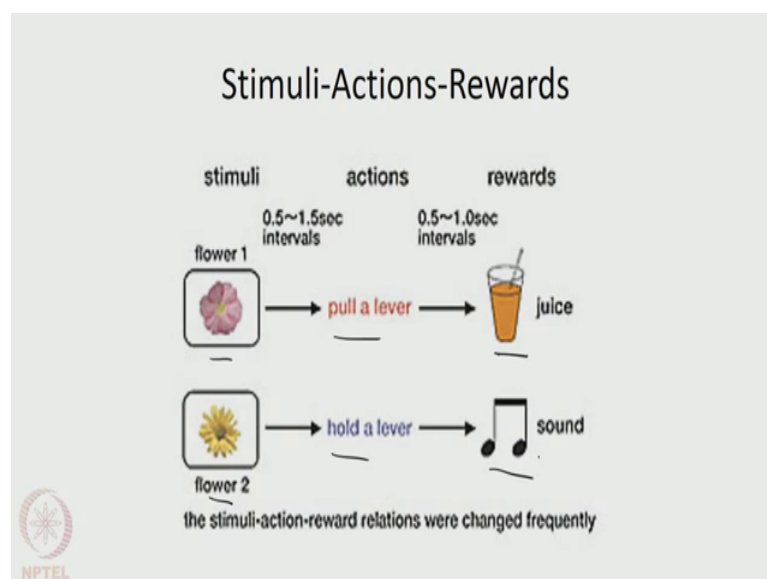 Stimuli-Actions-Rewards
stimuli actions rewards
0.5~1.5sec 0.5~1.0sec
intervals intervals
flower 1
pull a lever juice
hold a lever sound
flower 2
the stimuli-action-reward relations were changed frequently
NPTEL